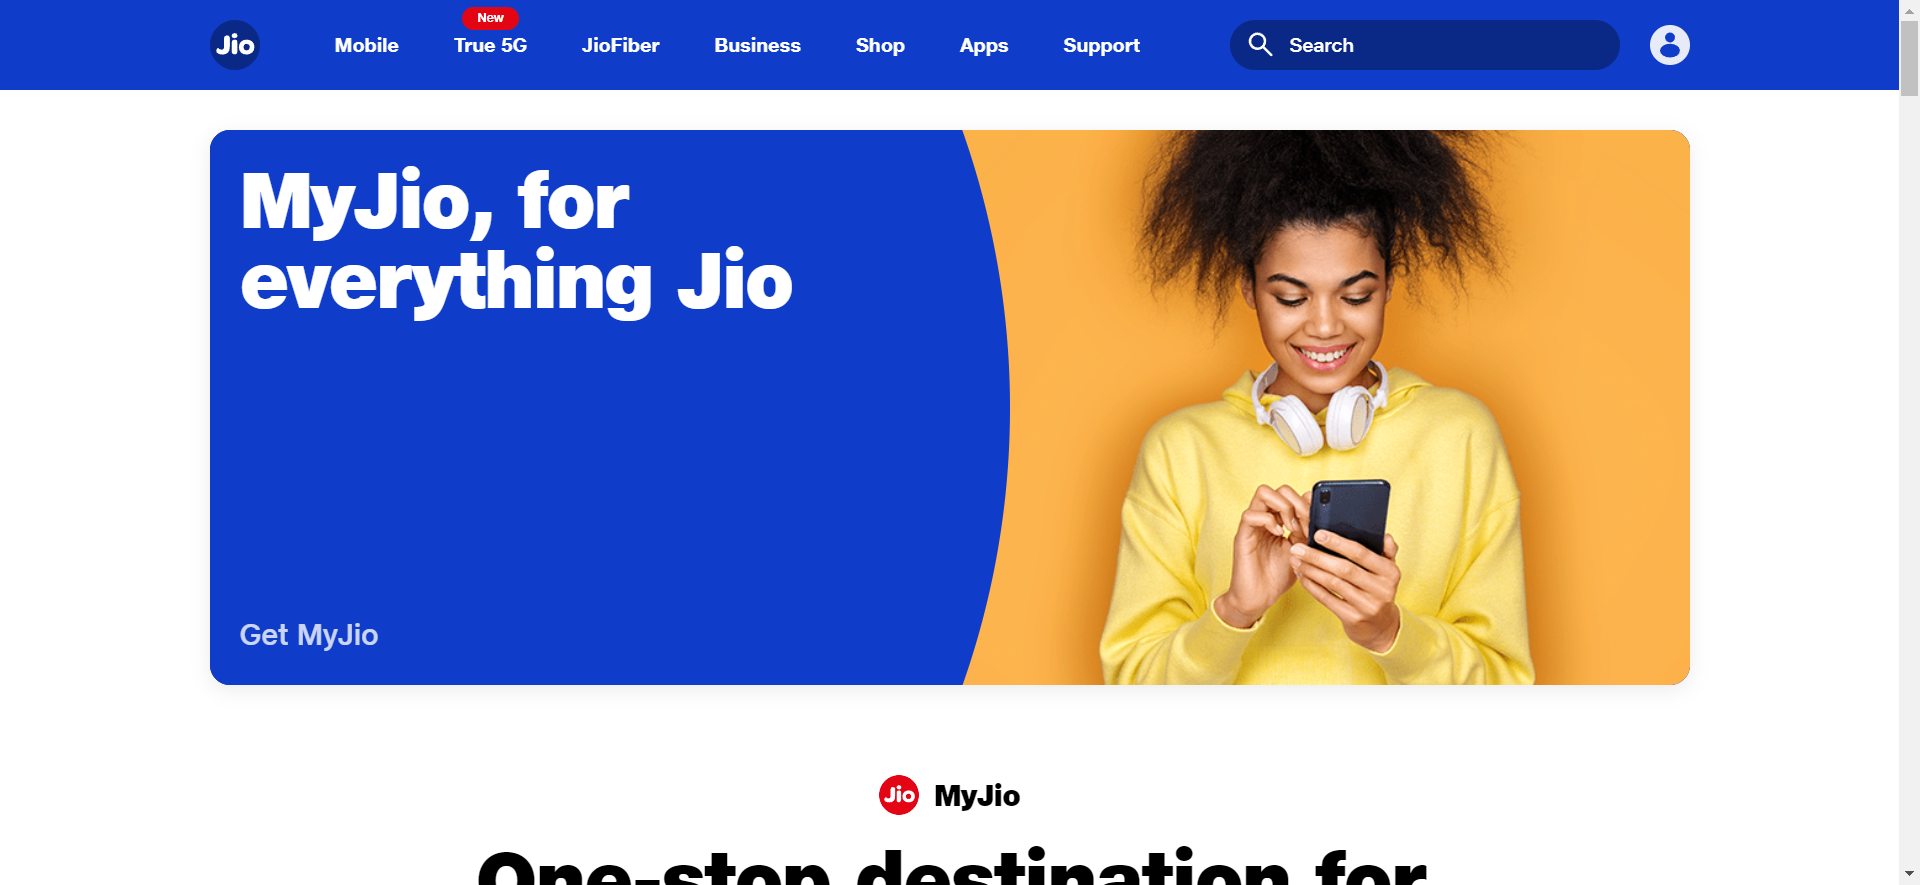 New
Jio Mobile True 5G JioFiber Business Shop Apps Support Search
MyJio, for
everything Jio
Get MyJio
Jio MyJio
One-stop destination for